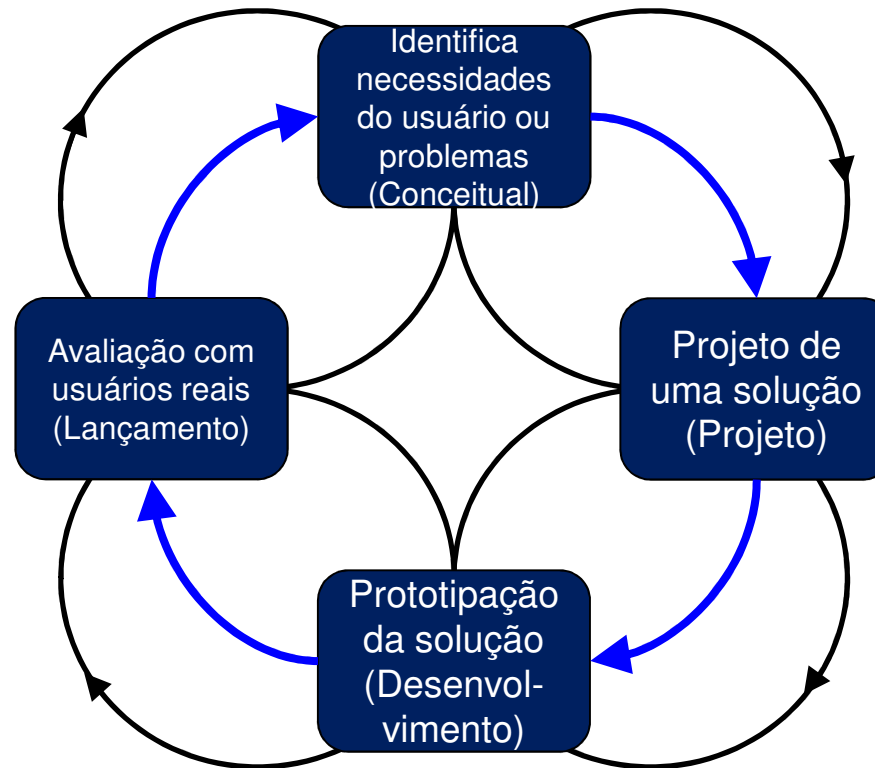 Identifica
necessidades
do usuário ou
problemas
(Conceitual)
Avaliação com
usuários reais
(Lançamento)
Projeto de
uma solução
(Projeto)
Prototipação
da solução
(Desenvol-
vimento)